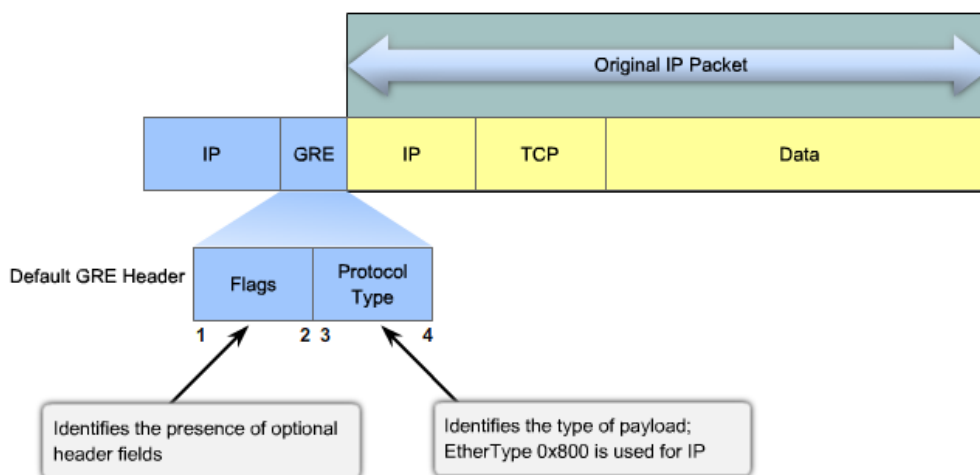 Original IP Packet
IP GRE IP TCP Data
Default GRE Header
Flags
Protocol
Type
1 2 3 4
Identifies the presence of optional
header fields
Identifies the type of payload;
EtherType 0x800 is used for IP